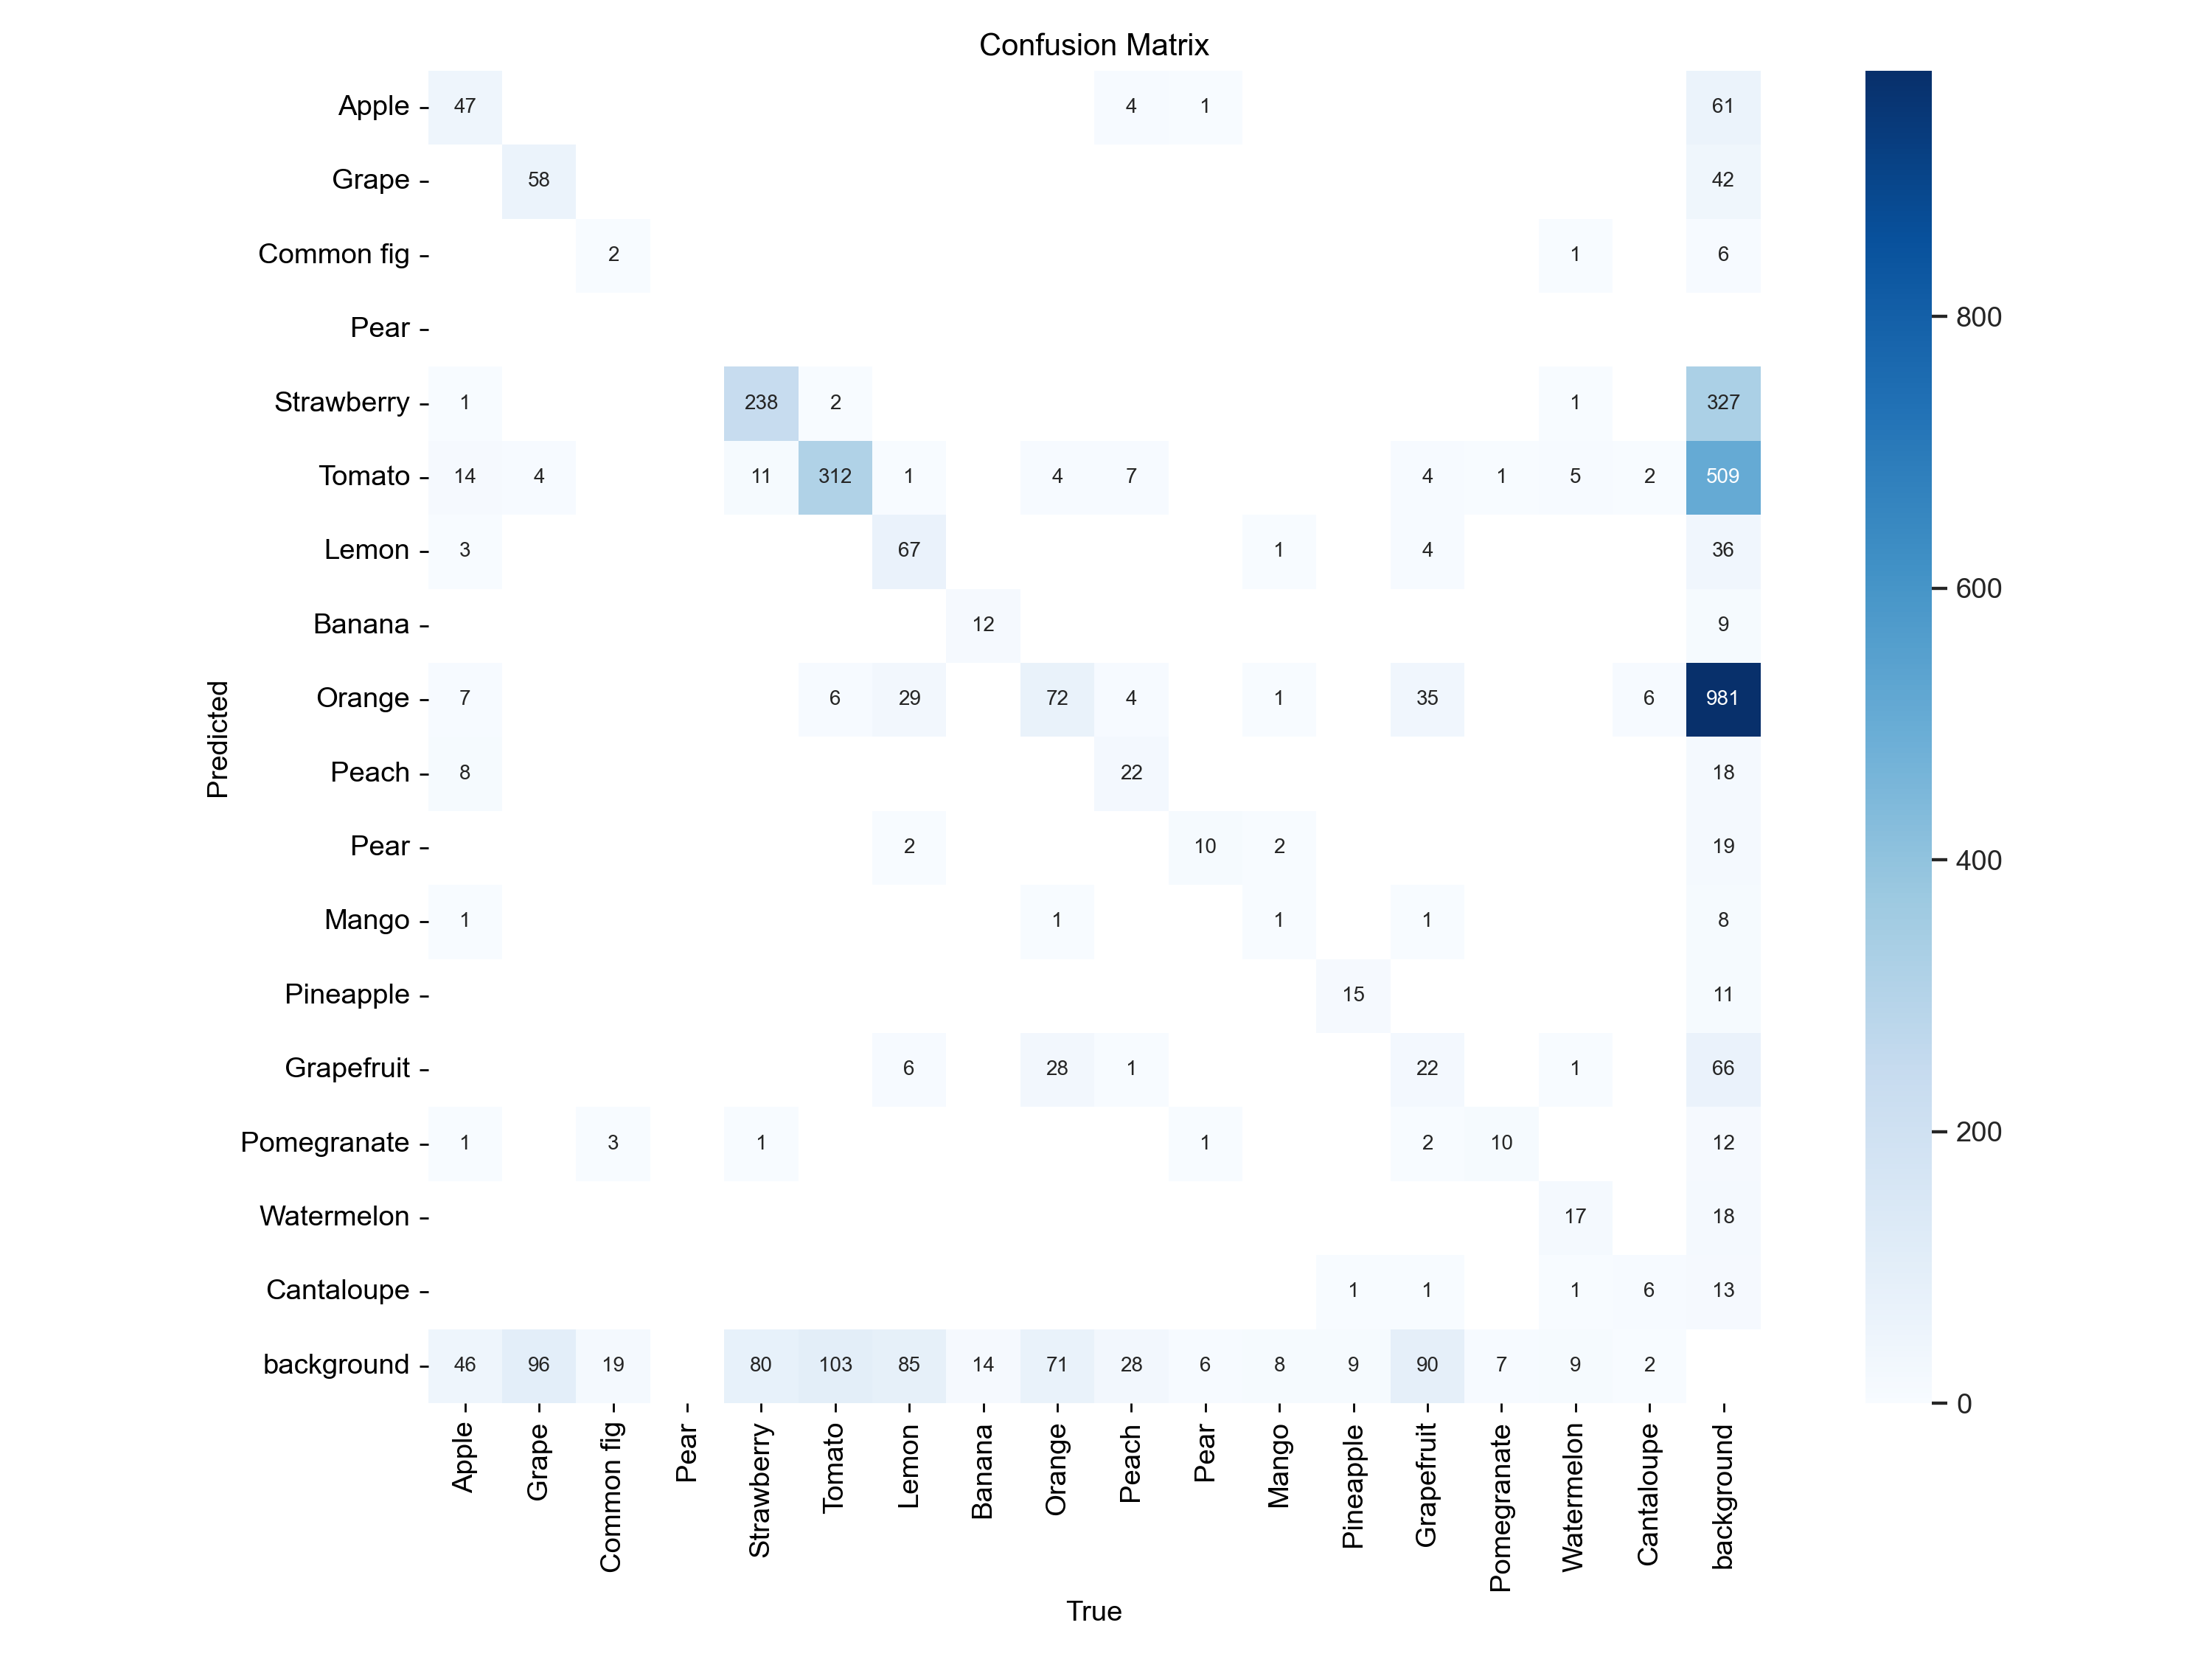 Confusion Matrix
Apple 47 4 1 61
Grape 58 42
Common fig 2 1 6
Pear
800
Strawberry 1 238 2 1 327
Tomato 14 4 11 312 1 4 7 4 1 5 2 509
Lemon 3 67 1 4 36
600
Banana 12 9
Predicted
Orange 7 6 29 72 4 1 35 6 981
Peach 8 22 18
Pear 2 10 2 19
400
Mango 1 1 1 1 8
Pineapple 15 11
Grapefruit 6 28 1 22 1 66
Pomegranate 1 3 1 1 2 10 12
200
Watermelon 17 18
Cantaloupe 1 1 1 6 13
background 46 96 19 80 103 85 14 71 28 6 8 9 90 7 9 2
0
Apple
Grape
Common fig
Pear
Strawberry
Tomato
Lemon
Banana
Orange
Peach
Pear
Mango
Pineapple
Grapefruit
Pomegranate
Watermelon
Cantaloupe
background
True